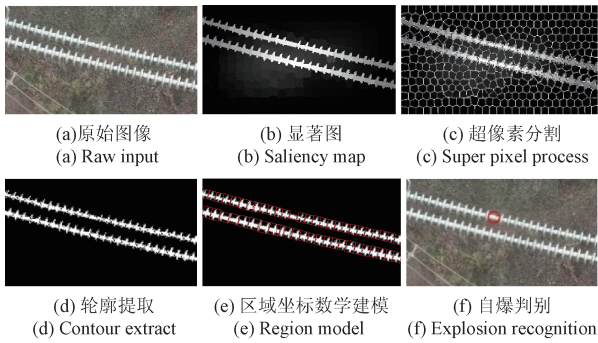 (a)原始图像
(a) Raw input
(b) 显著图
(b) Saliency map
(c) 超像素分割
(c) Super pixel process
(d) 轮廓提取
(d) Contour extract
(e) 区域坐标数学建模
(e) Region model
(f) 自爆判别
(f) Explosion recognition